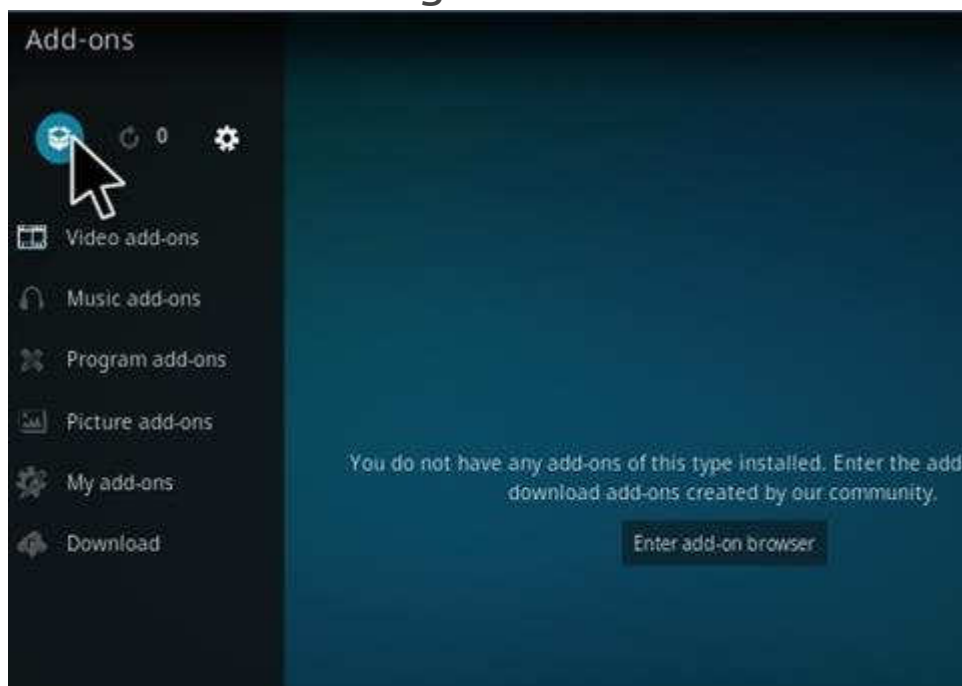 Add-ons
0
Video add-ons
Music add-ons
Program add-ons
Picture add-ons
My add-ons
Download
You do not have any add-ons of this type installed. Enter the add
download add-ons created by our community.
Enter add-on browser